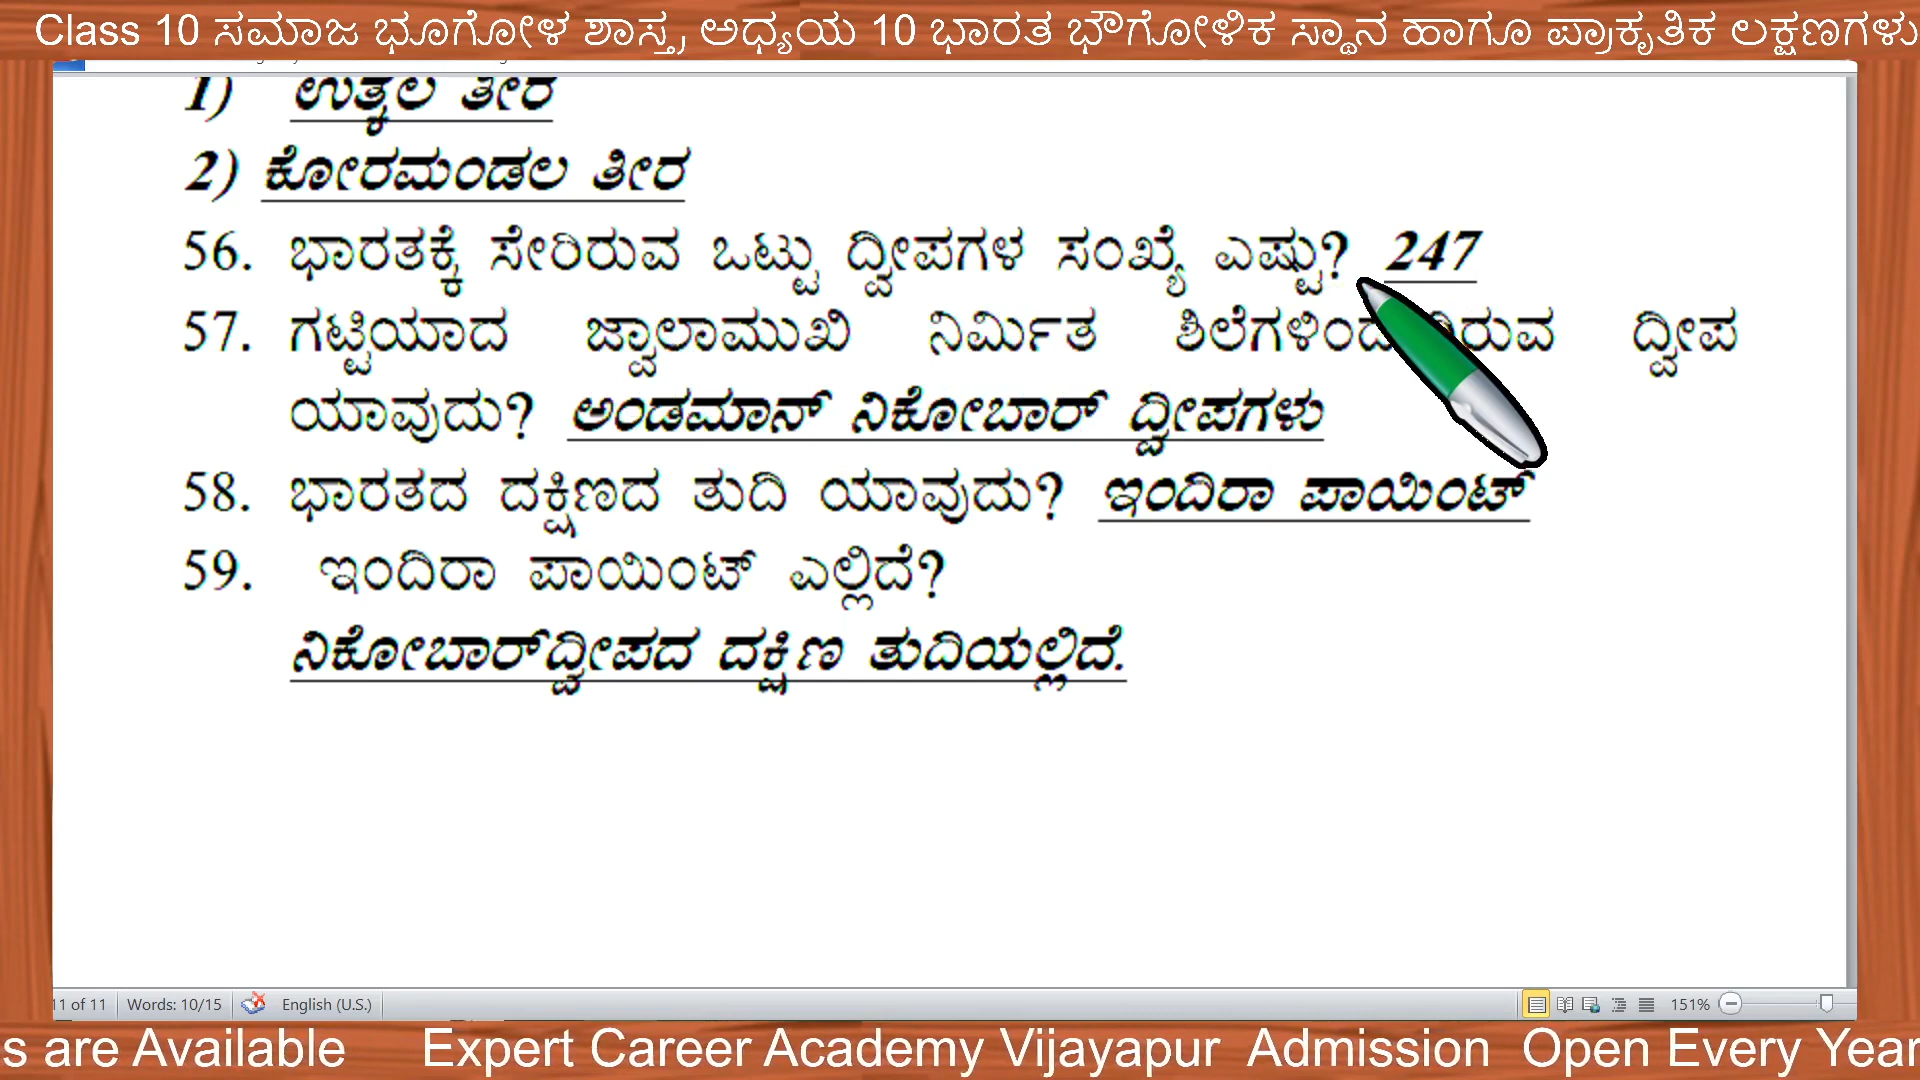 Class 10 ಸಮಾಜ ಭೂಗೋಳ ಶಾಸ್ತ್ರ ಅಧ್ಯಯ 10 ಭಾರತ ಭೌಗೋಳಿಕ ಸ್ಥಾನ ಹಾಗೂ ಪ್ರಾಕೃತಿಕ ಲಕ್ಷಣಗಳು
1) ಉತ್ಕಲ ತೀರ
2) ಕೋರಮಂಡಲ ತೀರ
56. ಭಾರತಕ್ಕೆ ಸೇರಿರುವ ಒಟ್ಟು ದ್ವೀಪಗಳ ಸಂಖ್ಯೆ ಎಷ್ಟು? 247
57. ಗಟ್ಟಿಯಾದ ಜ್ವಾಲಾಮುಖಿ ನಿರ್ಮಿತ ದ್ವೀಪ
ಯಾವುದು? ಅಂಡಮಾನ್ ನಿಕೋಬಾರ್ ದ್ವೀಪಗಳು
58. ಭಾರತದ ದಕ್ಷಿಣದ ತುದಿ ಯಾವುದು? ಇಂದಿರಾ ಪಾಯಿಂಟ್
59. ಇಂದಿರಾ ಪಾಯಿಂಟ್ ಎಲ್ಲಿದೆ?
ನಿಕೋಬಾರ್‌ದ್ವೀಪದ ದಕ್ಷಿಣ ತುದಿಯಲ್ಲಿದೆ.
11 of 11 Words: 10/15 English (U.S.) 151%
s are Available Expert Career Academy Vijayapur Admission Open Every Year